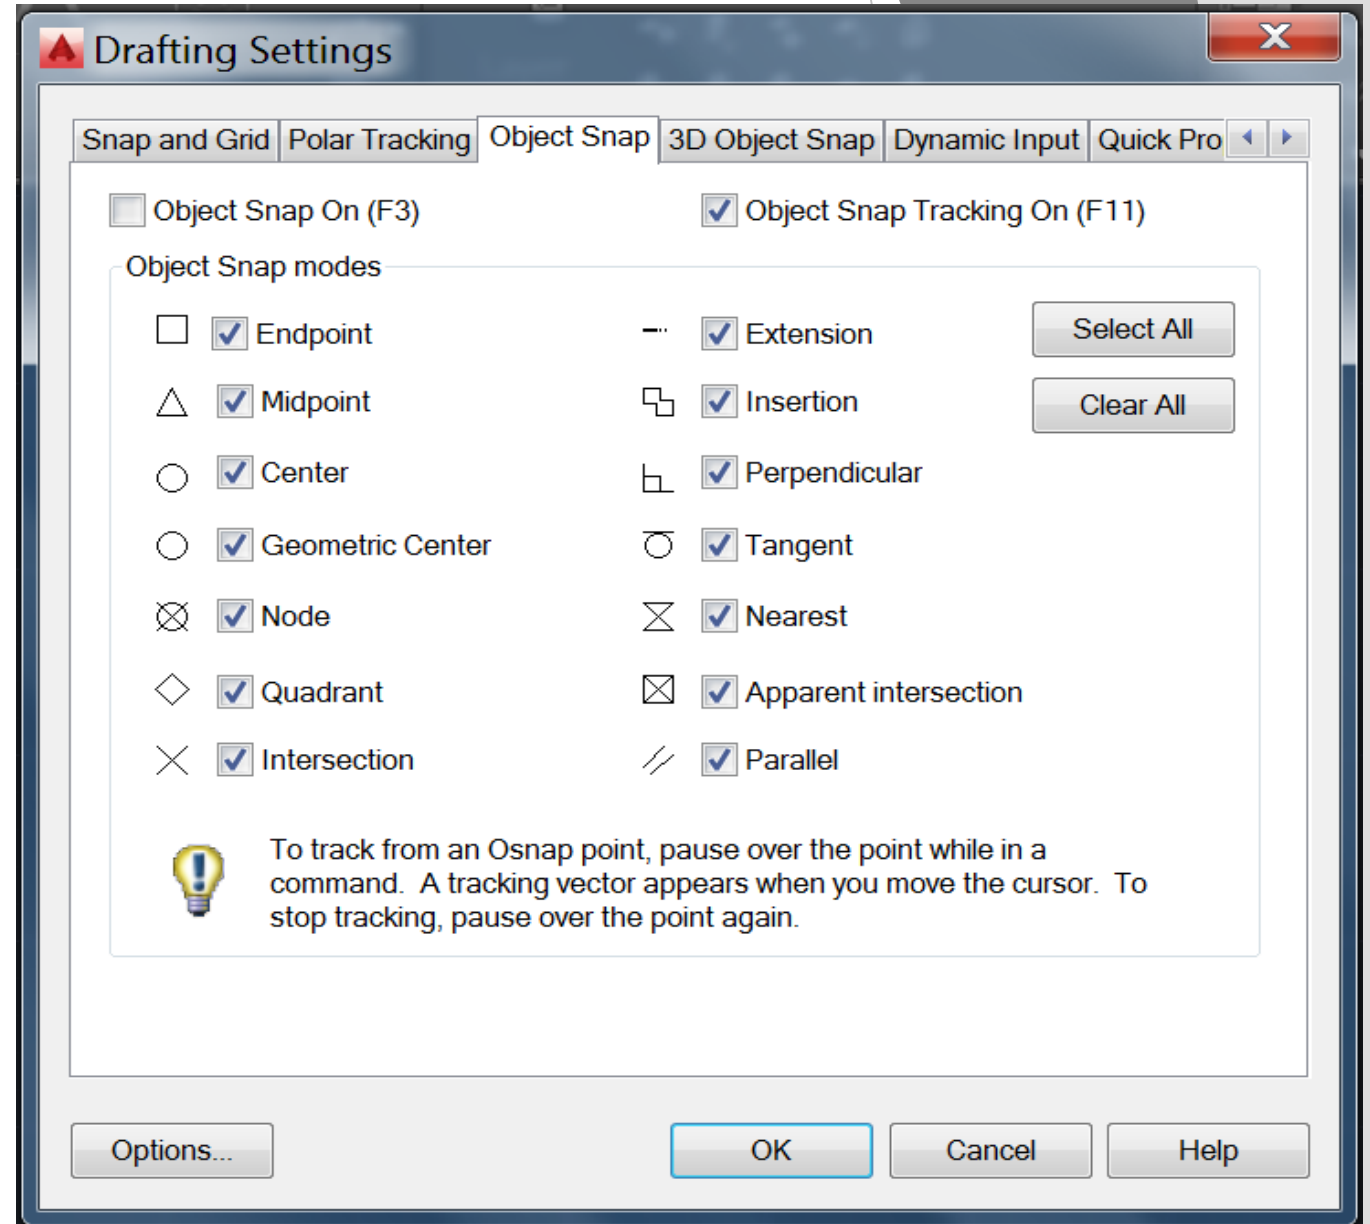 Drafting Settings
Snap and Grid Polar Tracking Object Snap 3D Object Snap Dynamic Input Quick Pro
Object Snap On (F3) Object Snap Tracking On (F11)
Object Snap modes
Endpoint Extension Select All
Midpoint Insertion Clear All
Center Perpendicular
Geometric Center Tangent
Node Nearest
Quadrant Apparent intersection
Intersection Parallel
To track from an Osnap point, pause over the point while in a
command. A tracking vector appears when you move the cursor. To
stop tracking, pause over the point again.
Options... OK Cancel Help